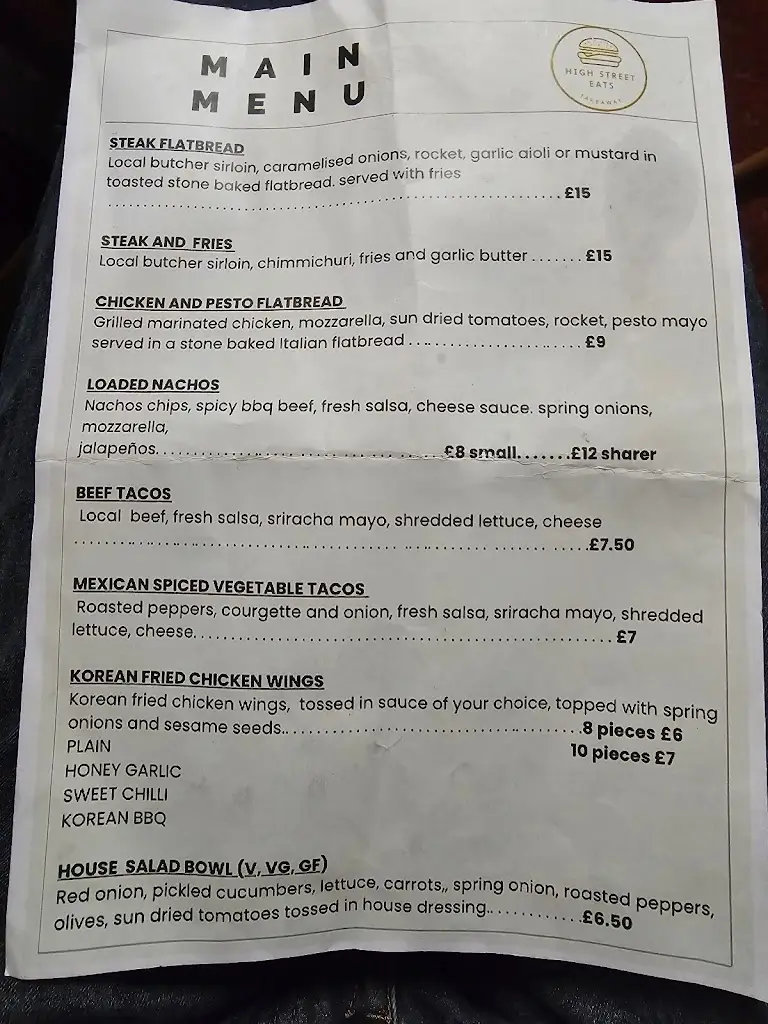 MAIN
MENU
HIGH STREET
EATS
TAKEAWAY
STEAK FLATBREAD
Local butcher sirloin, caramelised onions, rocket, garlic aioli or mustard in
toasted stone baked flatbread. served with fries
............................................................£15
STEAK AND FRIES
Local butcher sirloin, chimmichuri, fries and garlic butter.......£15
CHICKEN AND PESTO FLATBREAD
Grilled marinated chicken, mozzarella, sun dried tomatoes, rocket, pesto mayo
served in a stone baked Italian flatbread.........................£9
LOADED NACHOS
Nachos chips, spicy bbq beef, fresh salsa, cheese sauce. spring onions,
mozzarella,
jalapeños.........................................£8 small.......£12 sharer
BEEF TACOS
Local beef, fresh salsa, sriracha mayo, shredded lettuce, cheese
....................................................................£7.50
MEXICAN SPICED VEGETABLE TACOS
Roasted peppers, courgette and onion, fresh salsa, sriracha mayo, shredded
lettuce, cheese.......................................................£7
KOREAN FRIED CHICKEN WINGS
Korean fried chicken wings, tossed in sauce of your choice, topped with spring
onions and sesame seeds..........................................8 pieces £6
10 pieces £7
PLAIN
HONEY GARLIC
SWEET CHILLI
KOREAN BBQ
HOUSE SALAD BOWL (V, VG, GF)
Red onion, pickled cucumbers, lettuce, carrots,, spring onion, roasted peppers,
olives, sun dried tomatoes tossed in house dressing..............£6.50